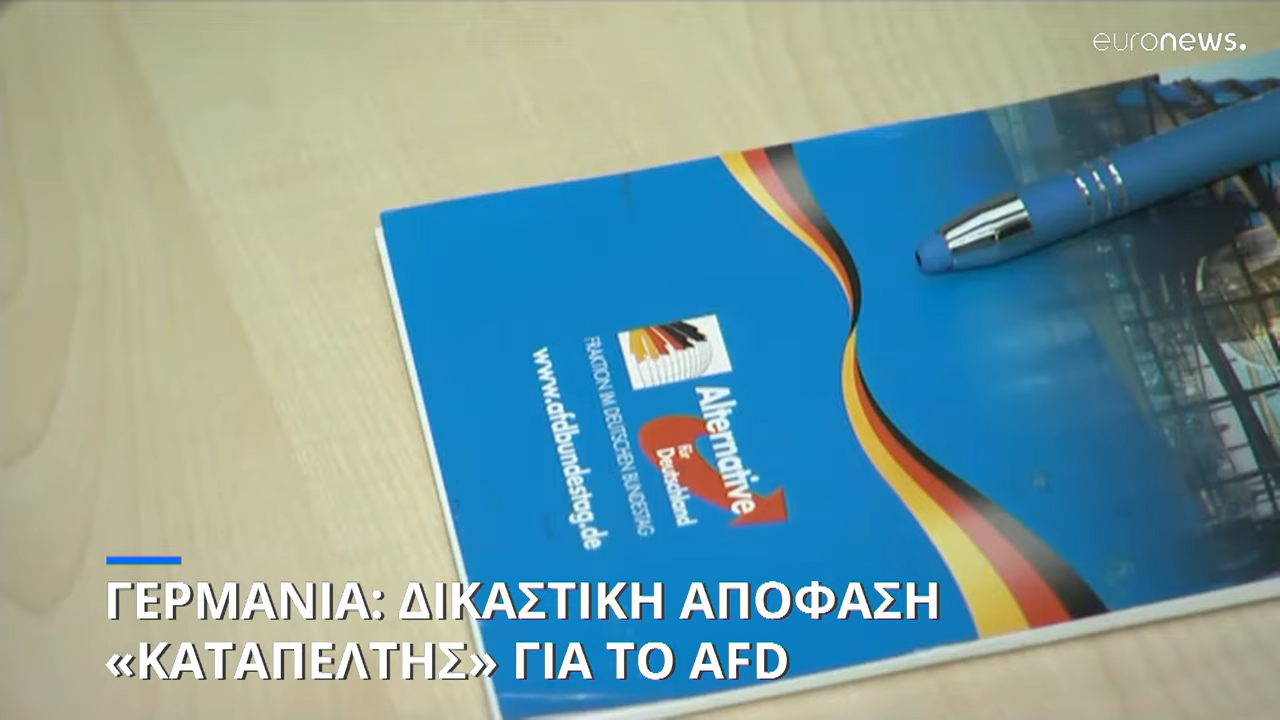 euronews.
Alternative
für
Deutschland
FRAKTION IM DEUTSCHEN BUNDESTAG
www.afdbundestag.de
ΓΕΡΜΑΝΙΑ: ΔΙΚΑΣΤΙΚΗ ΑΠΟΦΑΣΗ
«ΚΑΤΑΠΕΛΤΗΣ» ΓΙΑ ΤΟ AFD